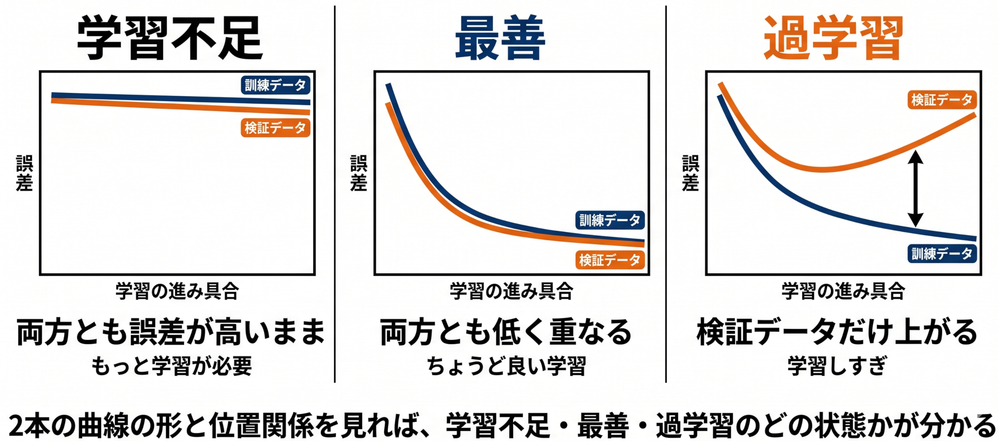 学習不足
訓練データ
検証データ
誤差
学習の進み具合
両方とも誤差が高いまま
もっと学習が必要
最善
訓練データ
検証データ
誤差
学習の進み具合
両方とも低く重なる
ちょうど良い学習
過学習
検証データ
訓練データ
誤差
学習の進み具合
検証データだけ上がる
学習しすぎ
2本の曲線の形と位置関係を見れば、学習不足・最善・過学習のどの状態かが分かる